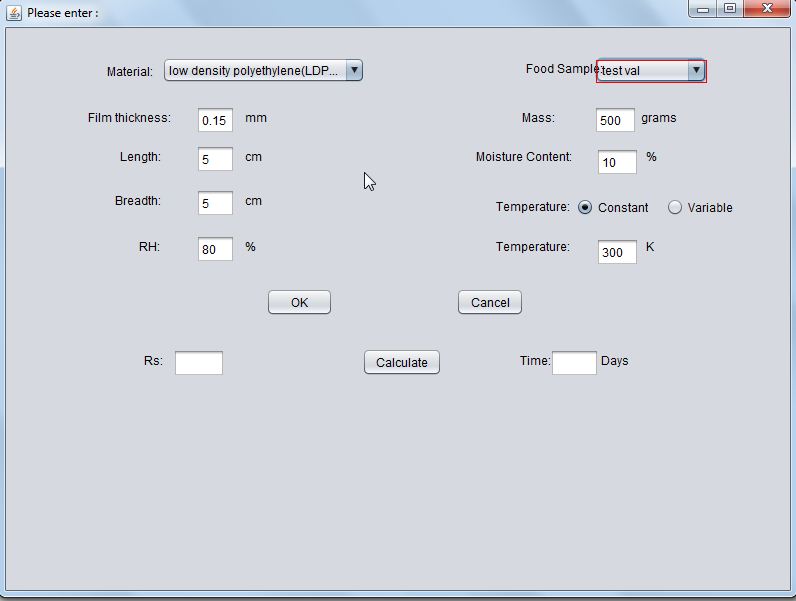 Please enter :
Material: low density polyethylene(LDP... Food Sample: test val
Film thickness: 0.15 mm Mass: 500 grams
Length: 5 cm Moisture Content: 10 %
Breadth: 5 cm Temperature: Constant Variable
RH: 80 % Temperature: 300 K
OK Cancel
Rs: Calculate Time: Days